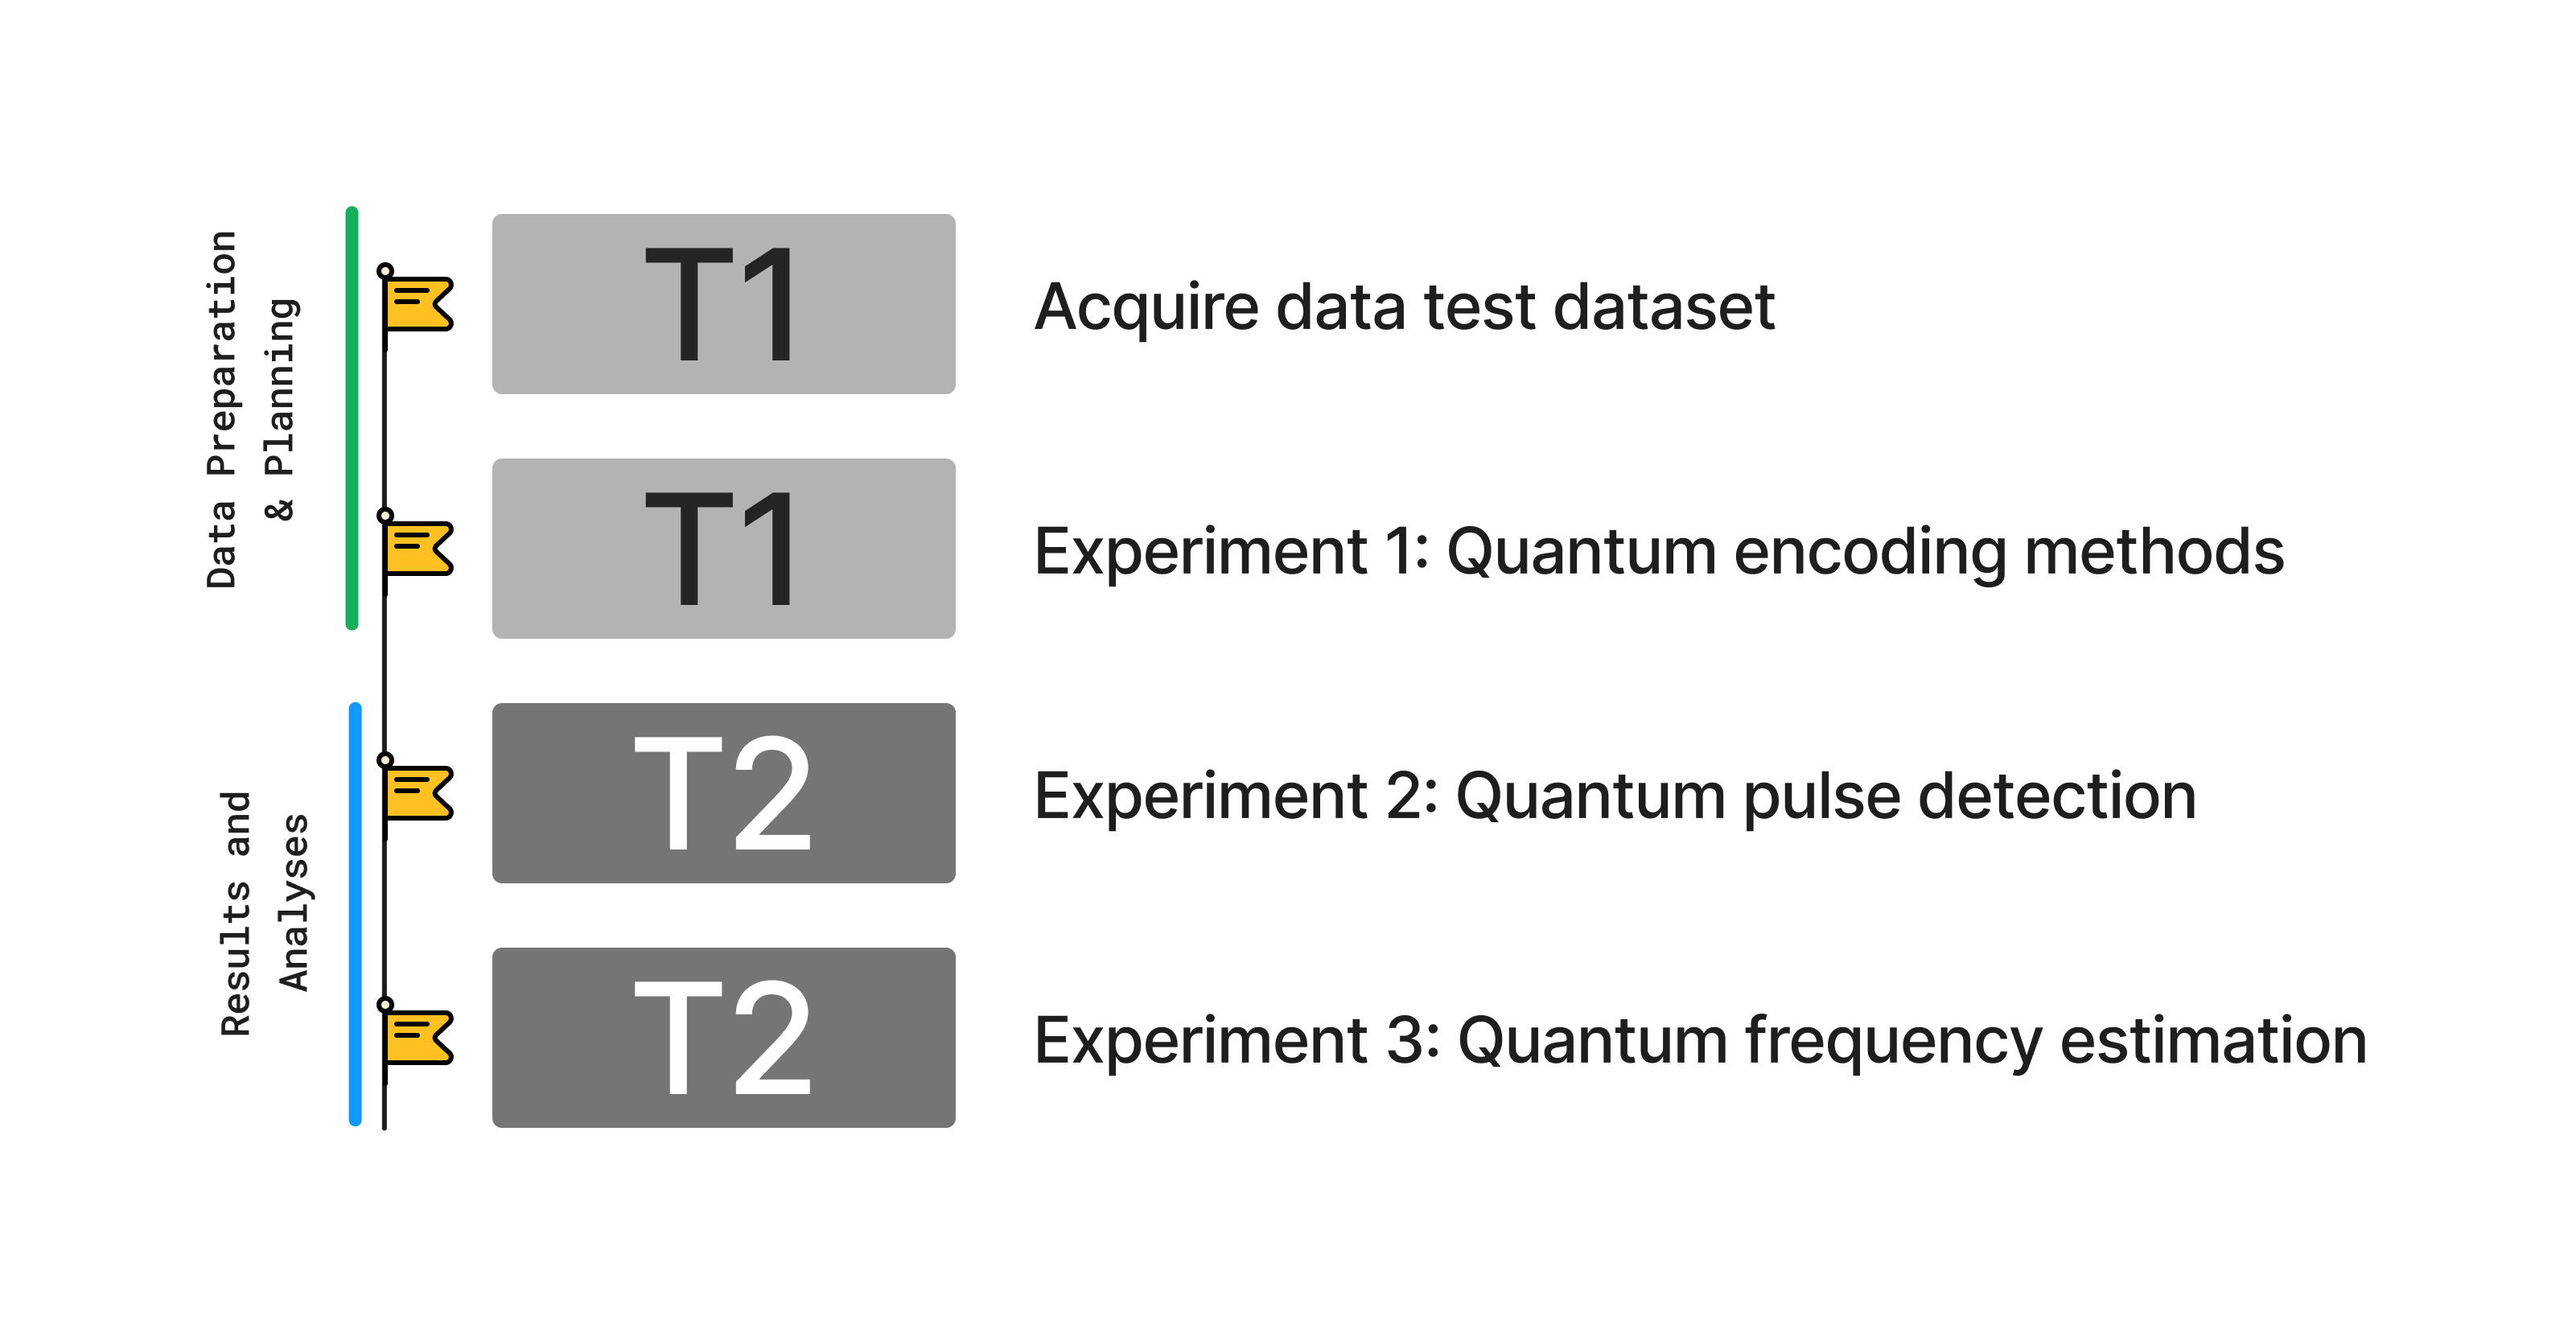 Data Preparation
& Planning
T1
Acquire data test dataset
T1
Experiment 1: Quantum encoding methods
Results and
Analyses
T2
Experiment 2: Quantum pulse detection
T2
Experiment 3: Quantum frequency estimation